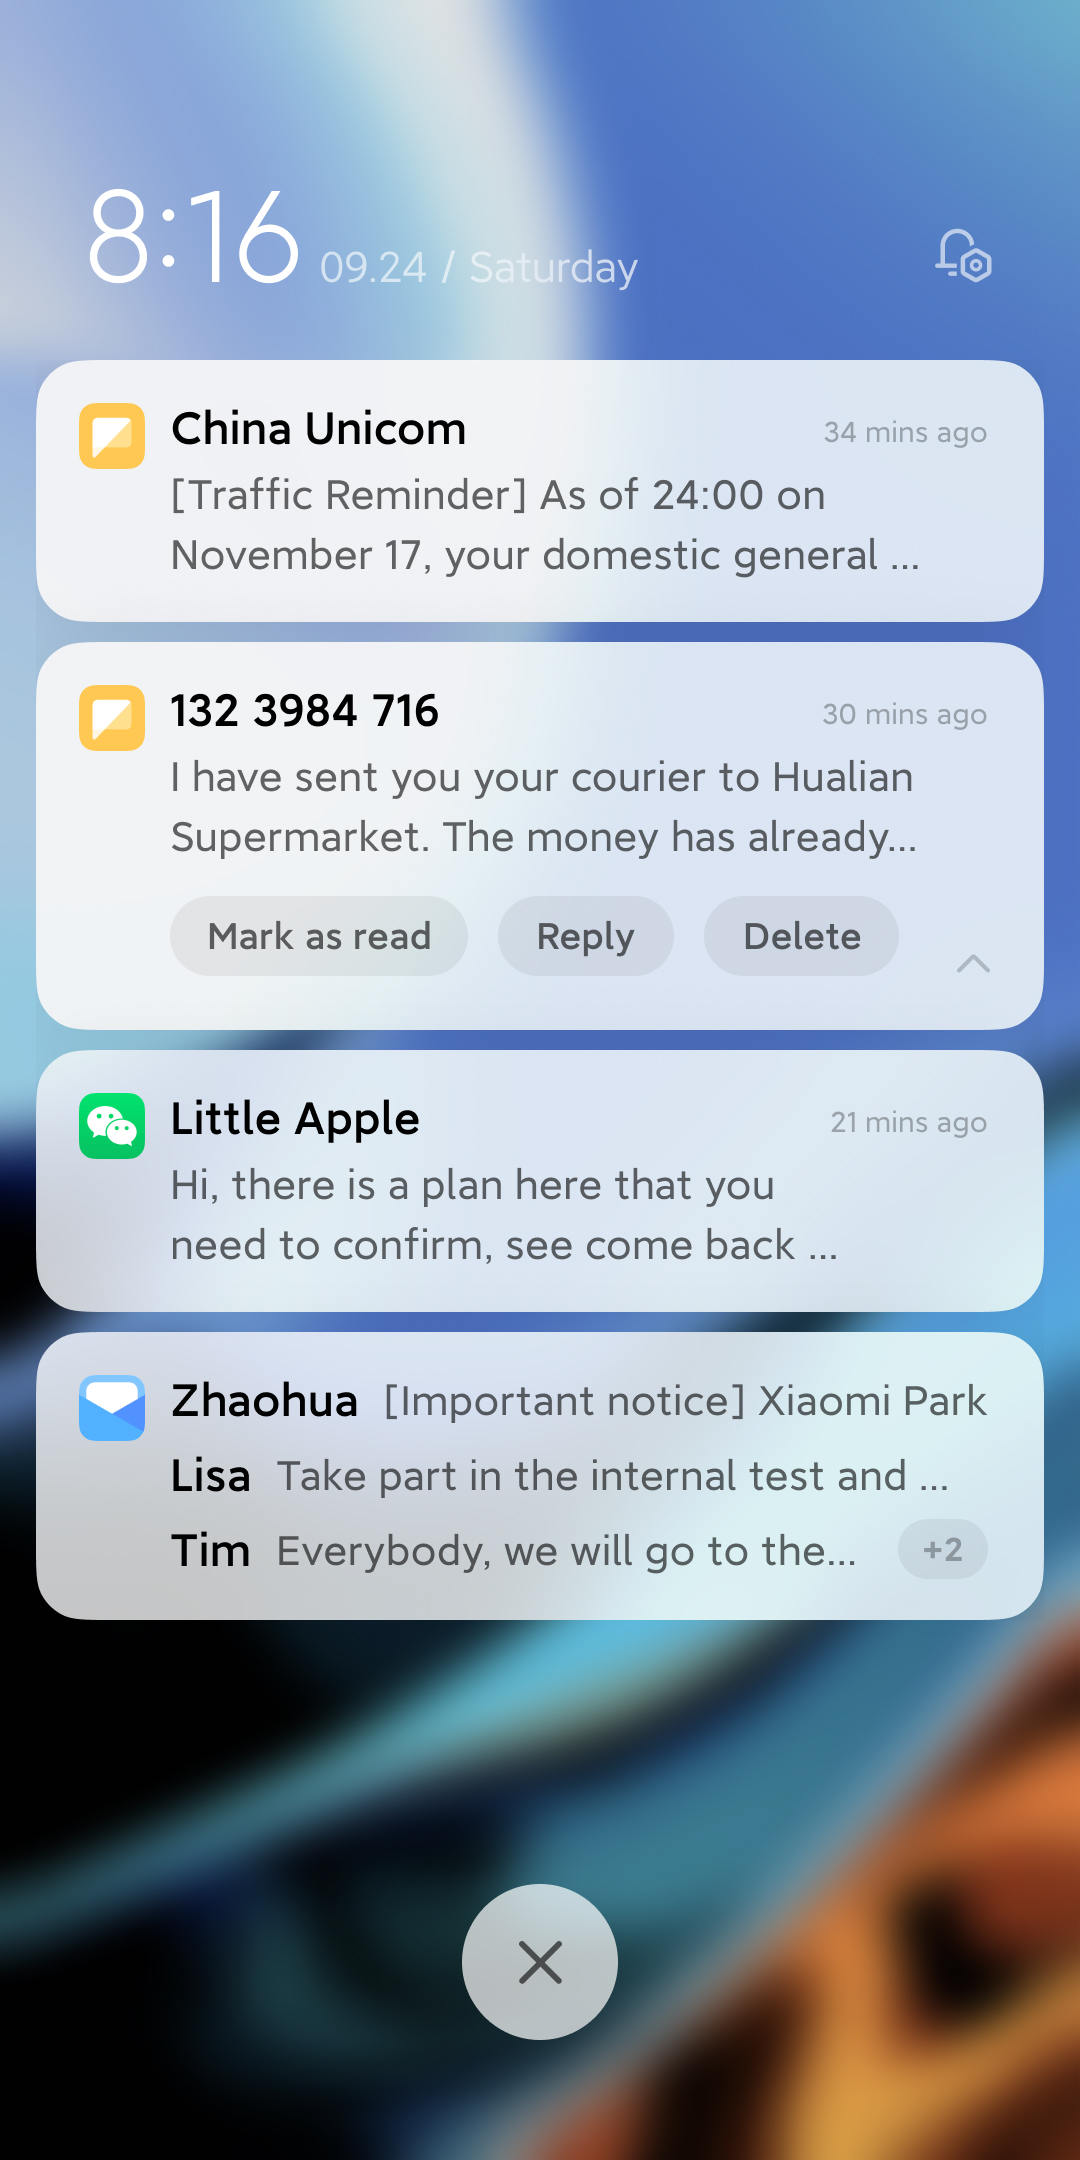 8:16 09.24 / Saturday
China Unicom 34 mins ago
[Traffic Reminder] As of 24:00 on
November 17, your domestic general ...
132 3984 716 30 mins ago
I have sent you your courier to Hualian
Supermarket. The money has already...
Mark as read Reply Delete
Little Apple 21 mins ago
Hi, there is a plan here that you
need to confirm, see come back ...
Zhaohua [Important notice] Xiaomi Park
Lisa Take part in the internal test and ...
Tim Everybody, we will go to the... +2